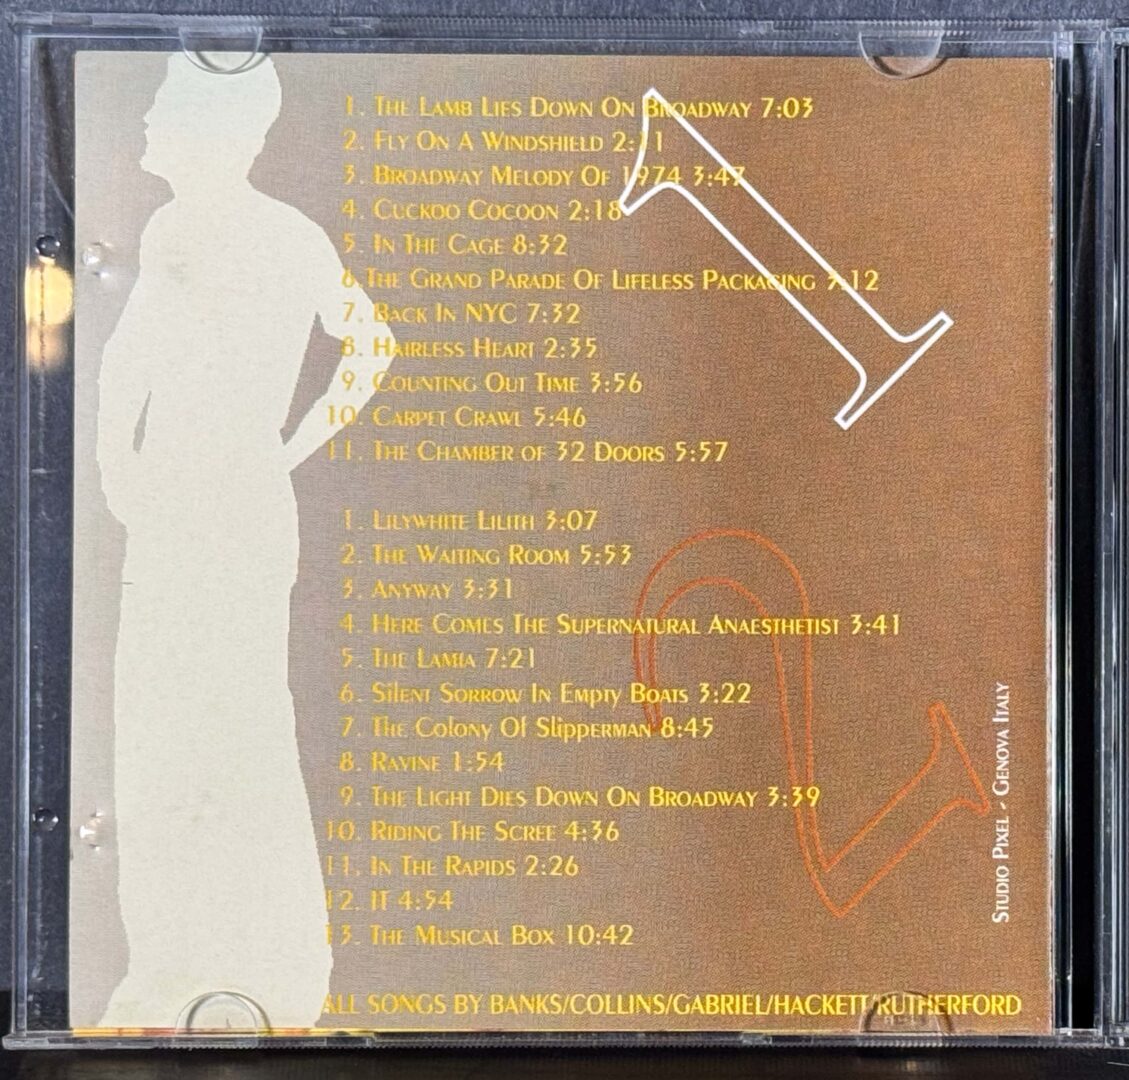 1. The Lamb Lies Down On Broadway 7:03
2. Fly On A Windshield 2:11
3. Broadway Melody Of 1974 3:47
4. Cuckoo Cocoon 2:18
5. In The Cage 8:32
6. The Grand Parade Of Lifeless Packaging 3:12
7. Back In NYC 7:32
8. Hairless Heart 2:35
9. Counting Out Time 3:56
10. Carpet Crawl 5:46
11. The Chamber of 32 Doors 5:57
1
1. Lilywhite Lilith 3:07
2. The Waiting Room 5:53
3. Anyway 3:31
4. Here Comes The Supernatural Anaesthetist 3:41
5. The Lamia 7:21
6. Silent Sorrow In Empty Boats 3:22
7. The Colony Of Slipperman 8:45
8. Ravine 1:54
9. The Light Dies Down On Broadway 3:39
10. Riding The Scree 4:36
11. In The Rapids 2:26
12. IT 4:54
13. The Musical Box 10:42
2
Studio Pixel - Genova Italy
ALL SONGS BY BANKS/COLLINS/GABRIEL/HACKETT/RUTHERFORD